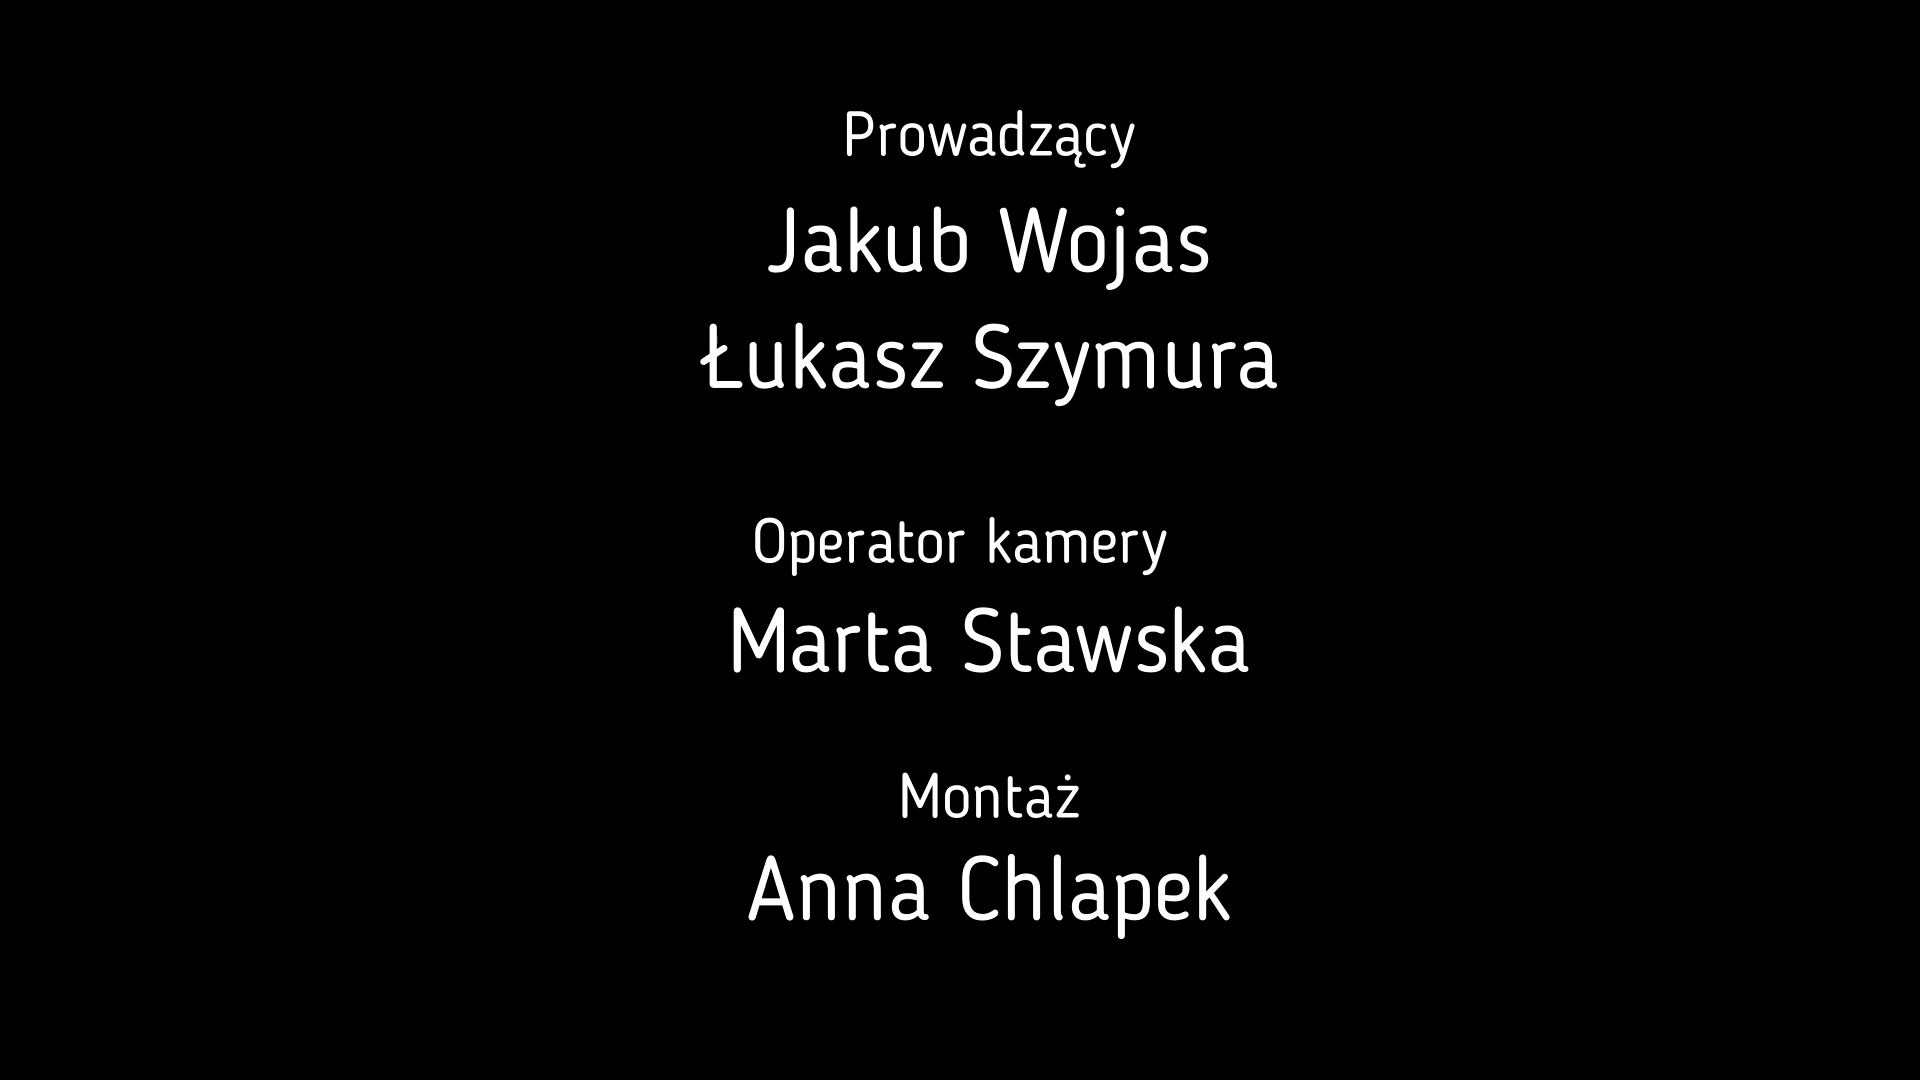 Prowadzący
Jakub Wojas
Łukasz Szymura
Operator kamery
Marta Stawska
Montaż
Anna Chlapek